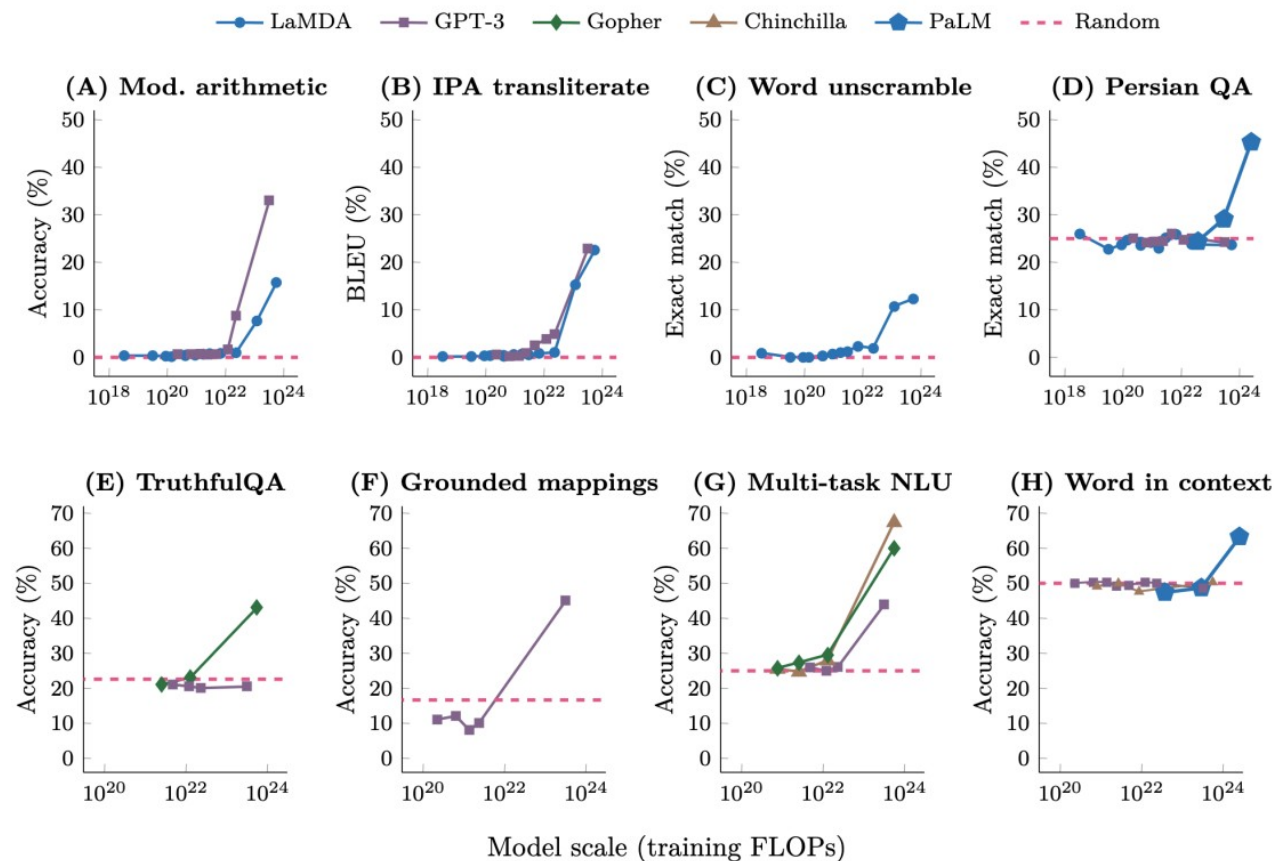 LaMDA GPT-3 Gopher Chinchilla PaLM Random
(A) Mod. arithmetic
Accuracy (%)
50
40
30
20
10
0
10^18 10^20 10^22 10^24
(B) IPA transliterate
BLEU (%)
50
40
30
20
10
0
10^18 10^20 10^22 10^24
(C) Word unscramble
Exact match (%)
50
40
30
20
10
0
10^18 10^20 10^22 10^24
(D) Persian QA
Exact match (%)
50
40
30
20
10
0
10^18 10^20 10^22 10^24
(E) TruthfulQA
Accuracy (%)
70
60
50
40
30
20
10
0
10^20 10^22 10^24
(F) Grounded mappings
Accuracy (%)
70
60
50
40
30
20
10
0
10^20 10^22 10^24
(G) Multi-task NLU
Accuracy (%)
70
60
50
40
30
20
10
0
10^20 10^22 10^24
(H) Word in context
Accuracy (%)
70
60
50
40
30
20
10
0
10^20 10^22 10^24
Model scale (training FLOPs)